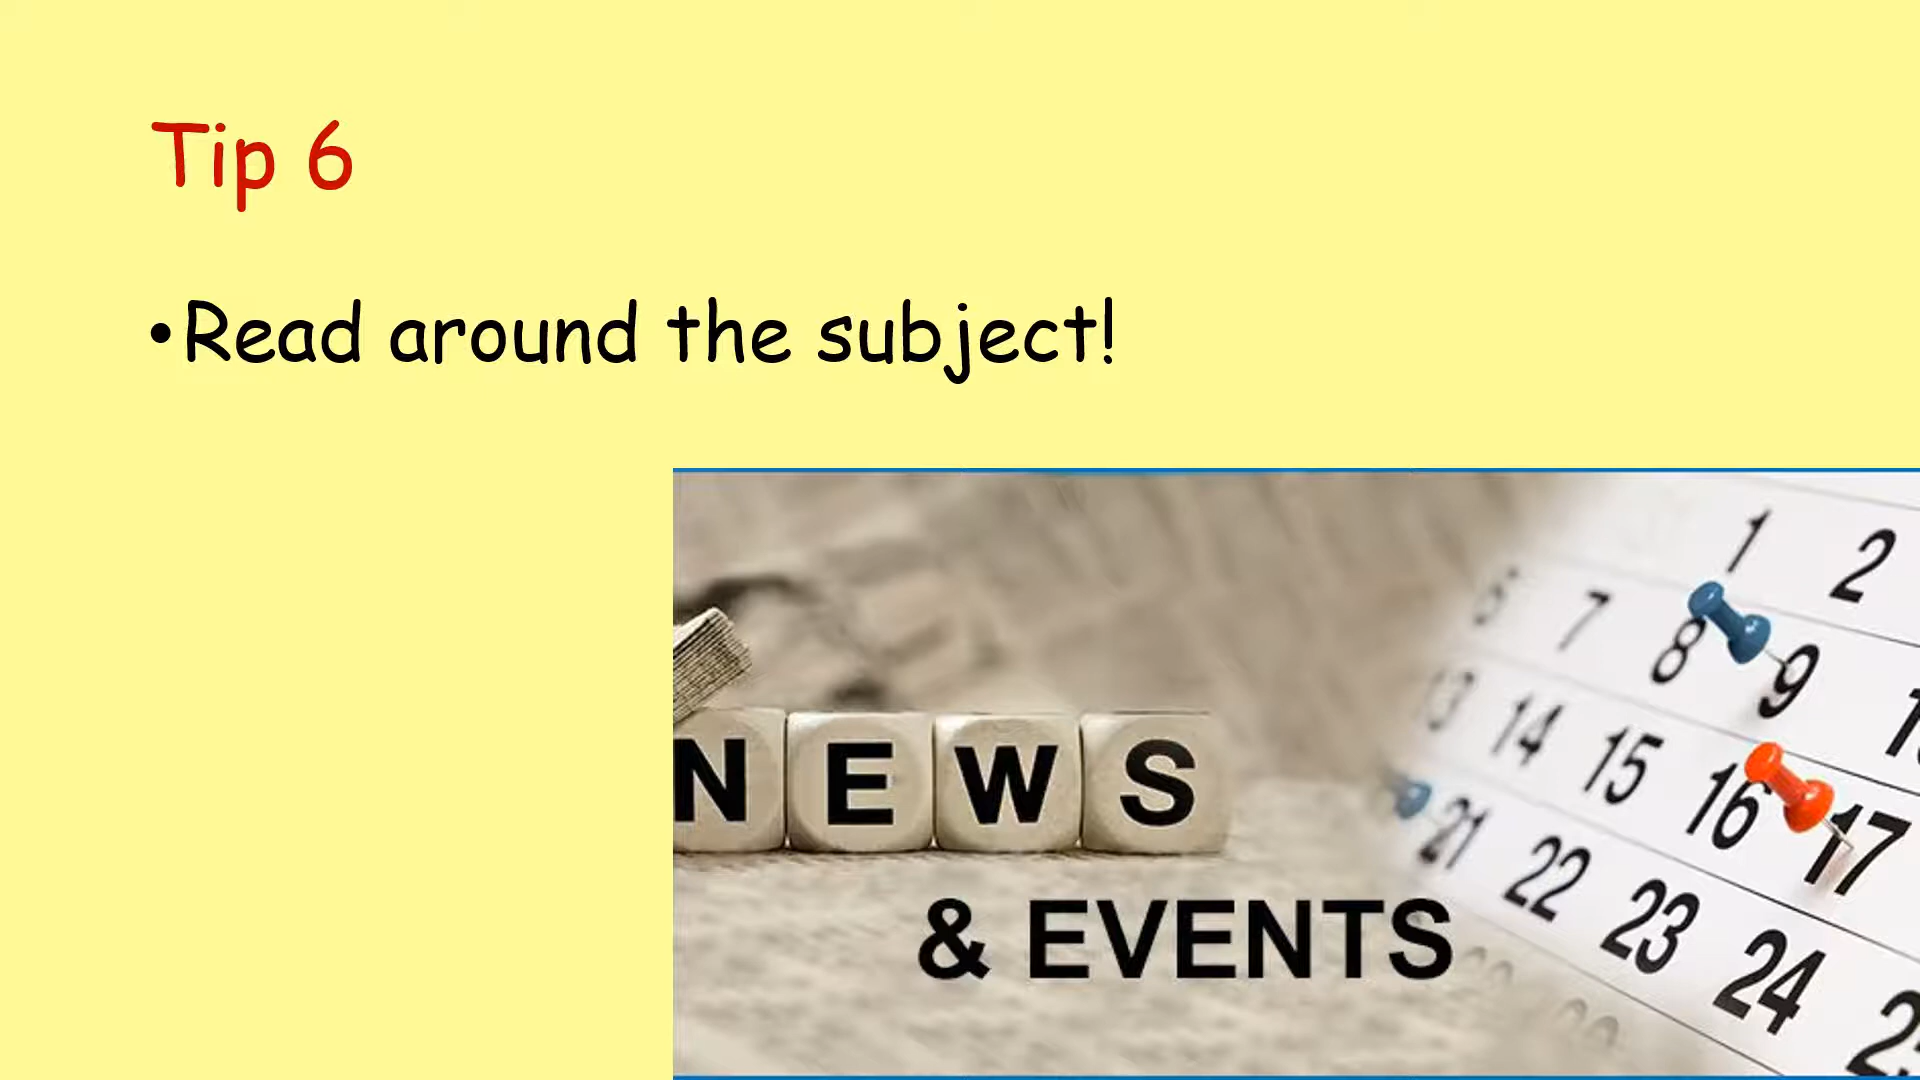 Tip 6
•Read around the subject!
NEWS
& EVENTS
1 2
7 8 9
14 15 16 17
21 22 23 24